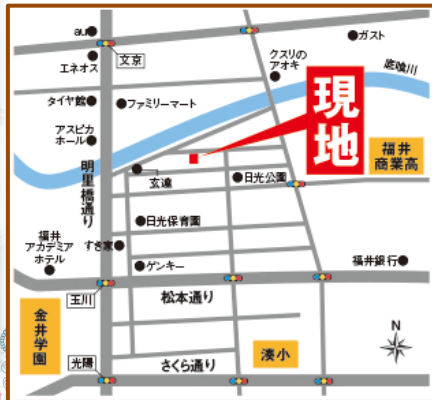 au
ガスト
文京
エネオス
クスリの
アオキ
底喰川
タイヤ館
ファミリーマート
現地
アスピカ
ホール
福井
商業高
明里橋通り
玄達
日光公園
日光保育園
福井
アカデミア
ホテル
すき家
ゲンキー
福井銀行
玉川
松本通り
金井学園
N
湊小
光陽
さくら通り